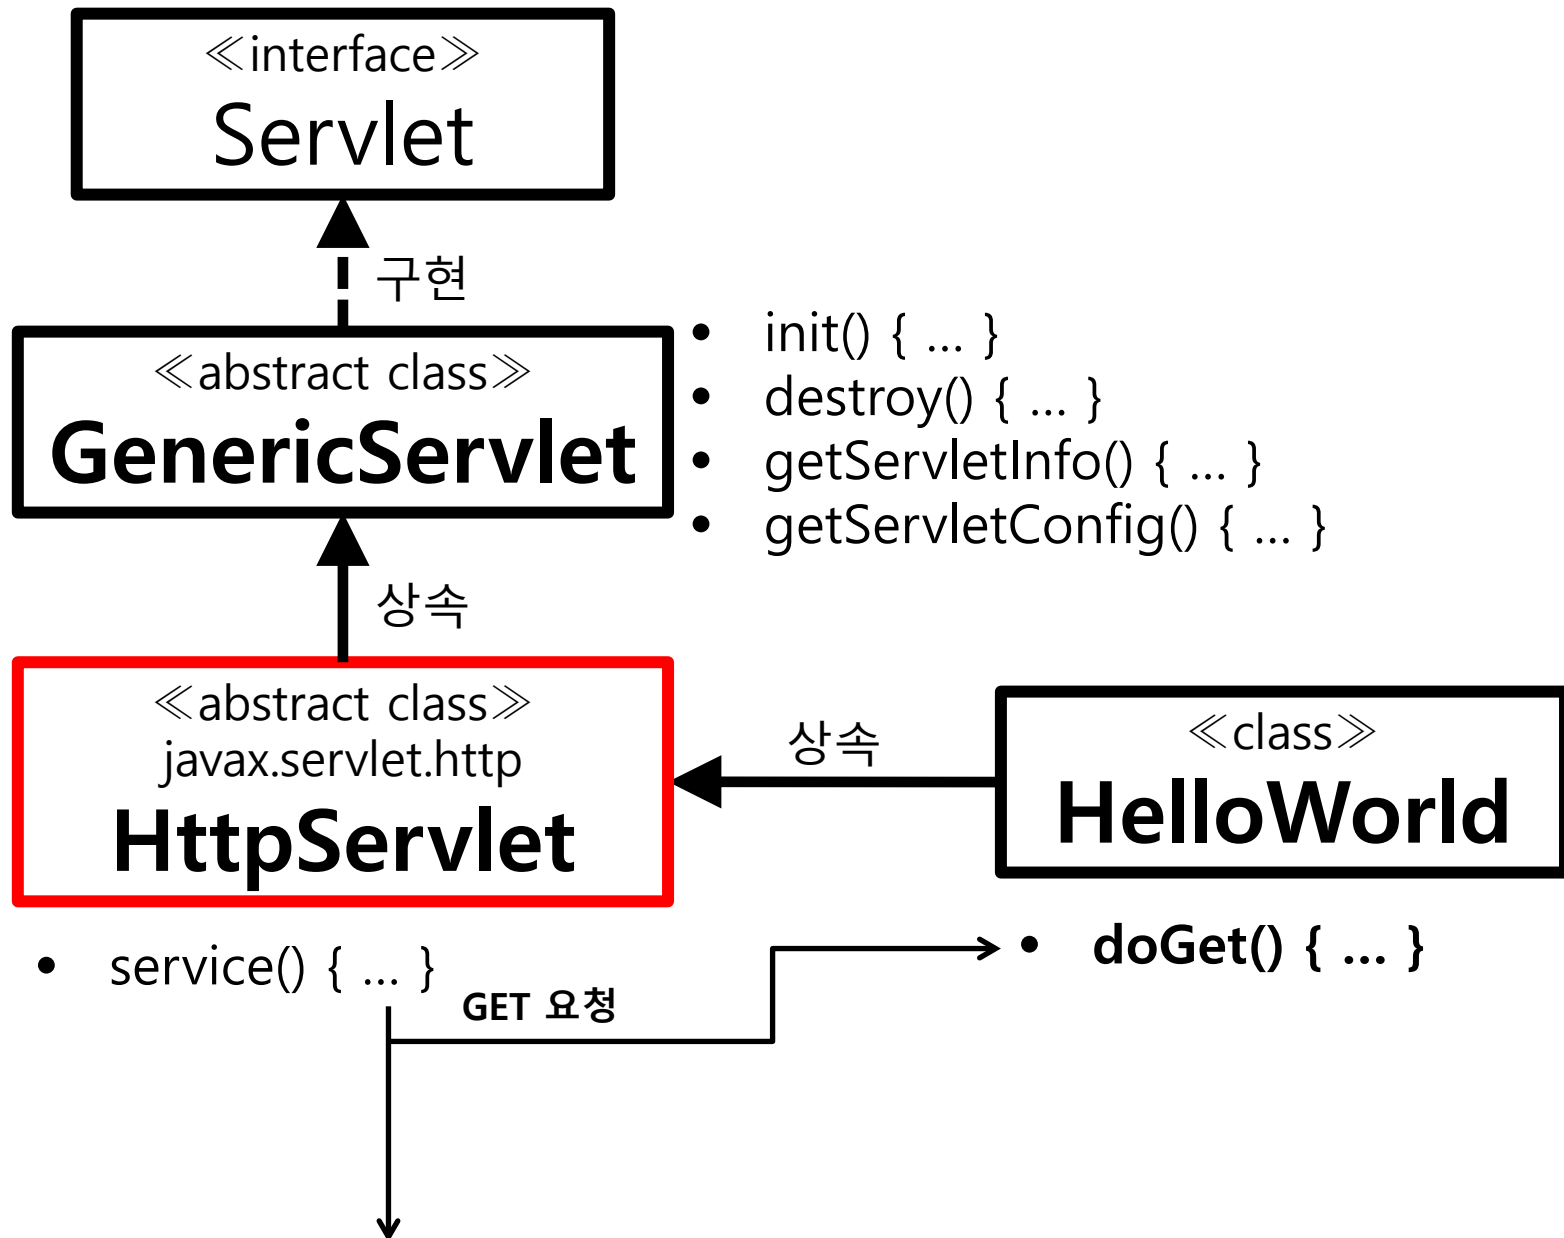 ≪interface≫
Servlet
구현
≪abstract class≫
GenericServlet
• init() { ... }
• destroy() { ... }
• getServletInfo() { ... }
• getServletConfig() { ... }
상속
≪abstract class≫
javax.servlet.http
HttpServlet
상속
≪class≫
HelloWorld
• service() { ... }
GET 요청
• doGet() { ... }